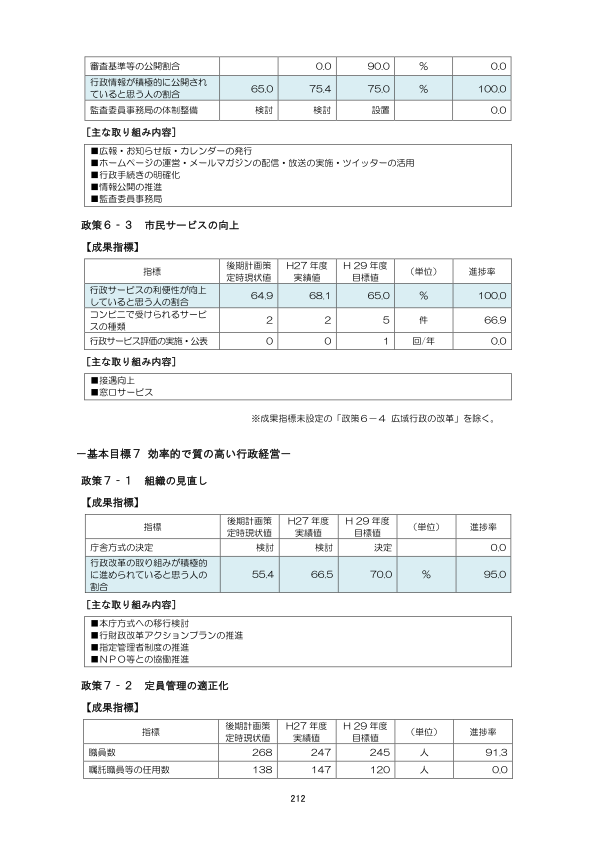 審査基準等の公開割合 0.0 90.0 % 0.0
行政情報が積極的に公開され
ていると思う人の割合 65.0 75.4 75.0 % 100.0
監査委員事務局の体制整備 検討 検討 設置 0.0
［主な取り組み内容］
■広報・お知らせ版・カレンダーの発行
■ホームページの運営・メールマガジンの配信・放送の実施・ツイッターの活用
■行政手続きの明確化
■情報公開の推進
■監査委員事務局
政策６－３ 市民サービスの向上
【成果指標】
指標 後期計画策定時現状値 H27 年度実績値 H 29 年度目標値 （単位） 進捗率
行政サービスの利便性が向上
していると思う人の割合 64.9 68.1 65.0 % 100.0
コンビニで受けられるサービ
スの種類 2 2 5 件 66.9
行政サービス評価の実施・公表 0 0 1 回/年 0.0
［主な取り組み内容］
■接遇向上
■窓口サービス
※成果指標未設定の「政策６－４ 広域行政の改革」を除く。
－基本目標７ 効率的で質の高い行政経営－
政策７－１ 組織の見直し
【成果指標】
指標 後期計画策定時現状値 H27 年度実績値 H 29 年度目標値 （単位） 進捗率
庁舎方式の決定 検討 検討 決定 0.0
行政改革の取り組みが積極的
に進められていると思う人の
割合 55.4 66.5 70.0 % 95.0
［主な取り組み内容］
■本庁方式への移行検討
■行財政改革アクションプランの推進
■指定管理者制度の推進
■ＮＰＯ等との協働推進
政策７－２ 定員管理の適正化
【成果指標】
指標 後期計画策定時現状値 H27 年度実績値 H 29 年度目標値 （単位） 進捗率
職員数 268 247 245 人 91.3
嘱託職員等の任用数 138 147 120 人 0.0
212